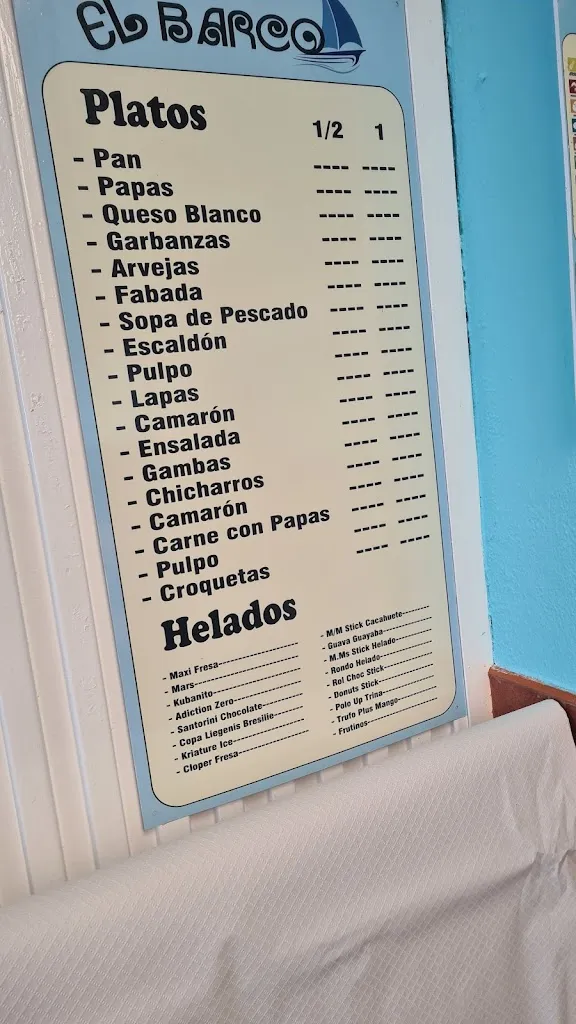 EL BARCO
Platos 1/2 1
- Pan ---- ----
- Papas ---- ----
- Queso Blanco ---- ----
- Garbanzas ---- ----
- Arvejas ---- ----
- Fabada ---- ----
- Sopa de Pescado ---- ----
- Escaldón ---- ----
- Pulpo ---- ----
- Lapas ---- ----
- Camarón ---- ----
- Ensalada ---- ----
- Gambas ---- ----
- Chicharros ---- ----
- Camarón ---- ----
- Carne con Papas ---- ----
- Pulpo ---- ----
- Croquetas ---- ----
Helados
- Maxi Fresa--------------------
- Mars-------------------------
- Kubanito----------------------
- Adiction Zero------------------
- Santorini Chocolate----------
- Copa Liegenis Bresilie--------
- Kriature Ice-------------------
- Cloper Fresa------------------
- M/M Stick Cacahuete--------
- Guava Guayaba--------------
- M.Ms Stick Helado----------
- Rondo Helado---------------
- Rol Choc Stick--------------
- Donuts Stick----------------
- Polo Up Trina---------------
- Trufo Plus Mango----------
- Frutinos---------------------